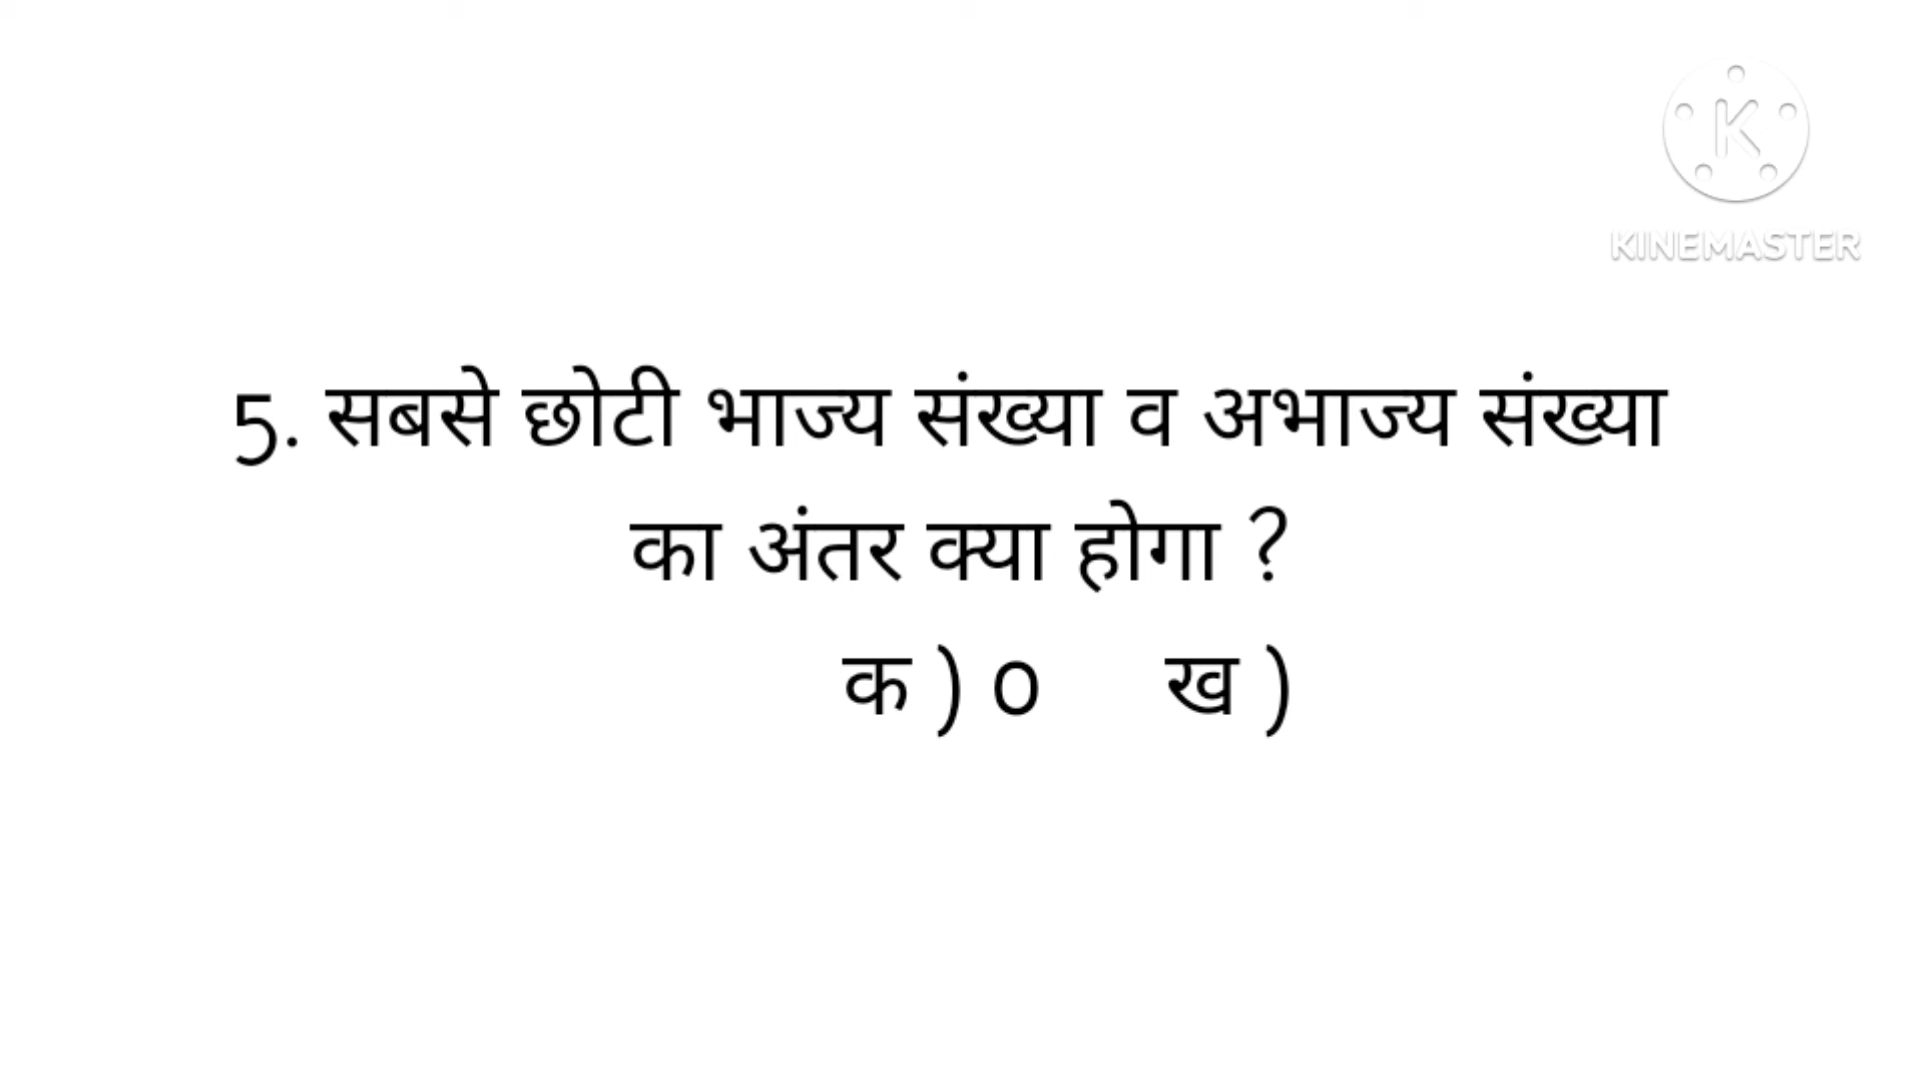 KINEMASTER
5. सबसे छोटी भाज्य संख्या व अभाज्य संख्या
का अंतर क्या होगा ?
क ) 0 ख )